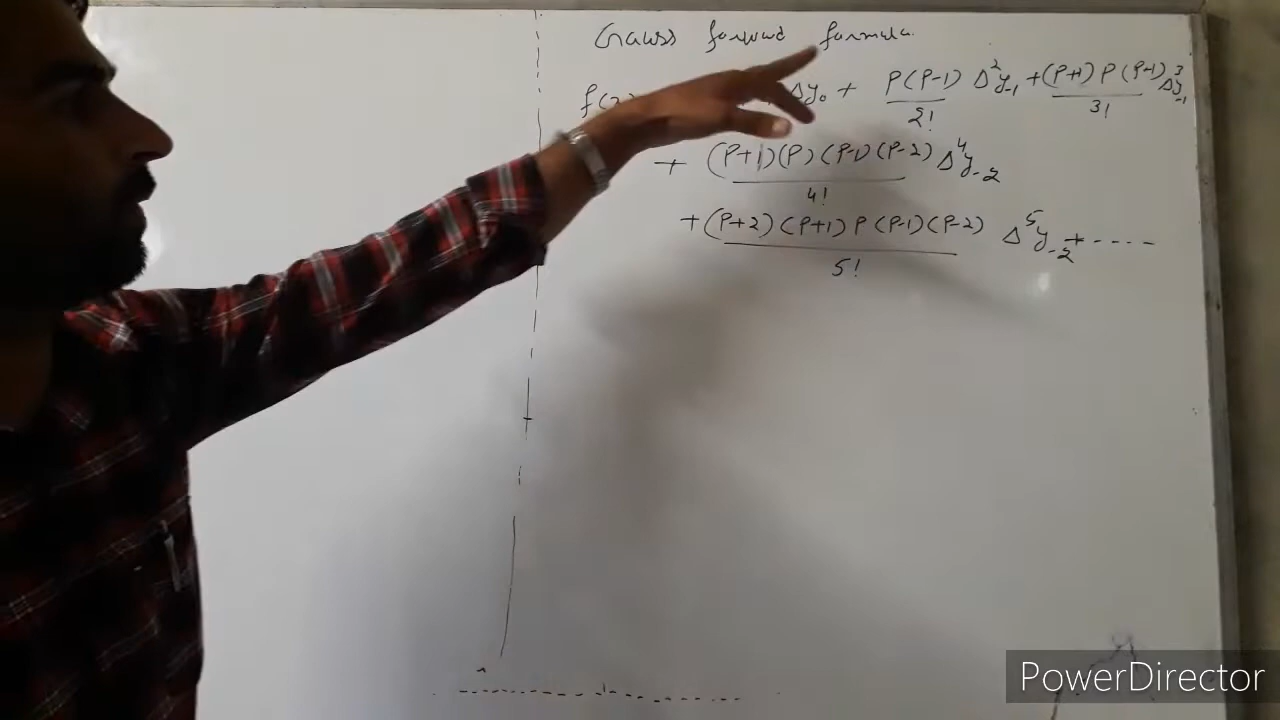 Gauss forwad formula.
Δy₀ + P(P-1)/2! Δ²y₋₁ + (P+1) P (P-1)/3! Δ³y₋₁
+ (P+1)(P)(P-1)(P-2)/4! Δ⁴y₋₂
+ (P+2)(P+1) P (P-1)(P-2)/5! Δ⁵y₋₂ + ----
PowerDirector